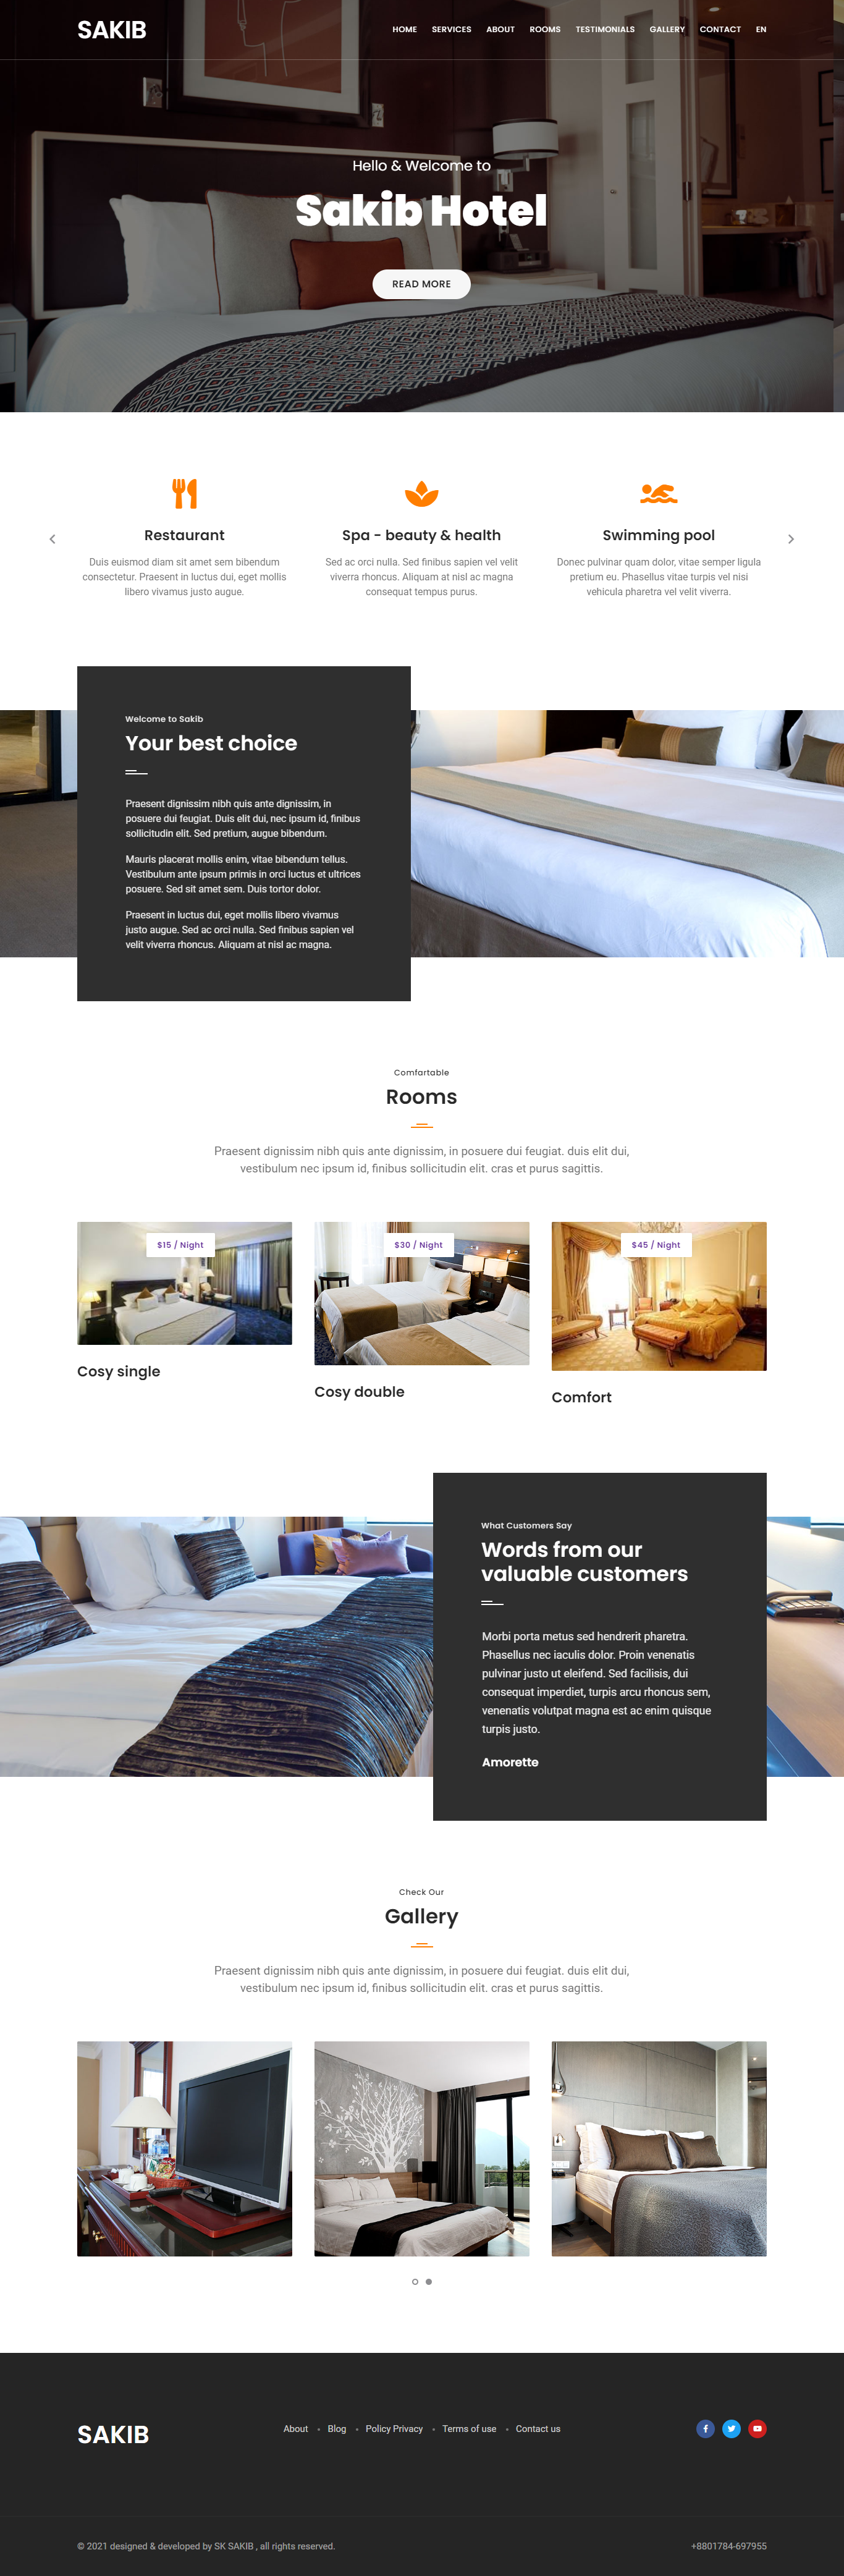 SAKIB
HOME SERVICES ABOUT ROOMS TESTIMONIALS GALLERY CONTACT EN
Hello & Welcome to
Sakib Hotel
READ MORE
Restaurant
Duis euismod diam sit amet sem bibendum
consectetur. Praesent in luctus dui, eget mollis
libero vivamus justo augue.
Spa - beauty & health
Sed ac orci nulla. Sed finibus sapien vel velit
viverra rhoncus. Aliquam at nisl ac magna
consequat tempus purus.
Swimming pool
Donec pulvinar quam dolor, vitae semper ligula
pretium eu. Phasellus vitae turpis vel nisi
vehicula pharetra vel velit viverra.
Welcome to Sakib
Your best choice
Praesent dignissim nibh quis ante dignissim, in
posuere dui feugiat. Duis elit dui, nec ipsum id, finibus
sollicitudin elit. Sed pretium, augue bibendum.
Mauris placerat mollis enim, vitae bibendum tellus.
Vestibulum ante ipsum primis in orci luctus et ultrices
posuere. Sed sit amet sem. Duis tortor dolor.
Praesent in luctus dui, eget mollis libero vivamus
justo augue. Sed ac orci nulla. Sed finibus sapien vel
velit viverra rhoncus. Aliquam at nisl ac magna.
Comfartable
Rooms
Praesent dignissim nibh quis ante dignissim, in posuere dui feugiat. duis elit dui,
vestibulum nec ipsum id, finibus sollicitudin elit. cras et purus sagittis.
$15 / Night
Cosy single
$30 / Night
Cosy double
$45 / Night
Comfort
What Customers Say
Words from our
valuable customers
Morbi porta metus sed hendrerit pharetra.
Phasellus nec iaculis dolor. Proin venenatis
pulvinar justo ut eleifend. Sed facilisis, dui
consequat imperdiet, turpis arcu rhoncus sem,
venenatis volutpat magna est ac enim quisque
turpis justo.
Amorette
Check Our
Gallery
Praesent dignissim nibh quis ante dignissim, in posuere dui feugiat. duis elit dui,
vestibulum nec ipsum id, finibus sollicitudin elit. cras et purus sagittis.
SAKIB
About • Blog • Policy Privacy • Terms of use • Contact us
© 2021 designed & developed by SK SAKIB , all rights reserved.
+8801784-697955